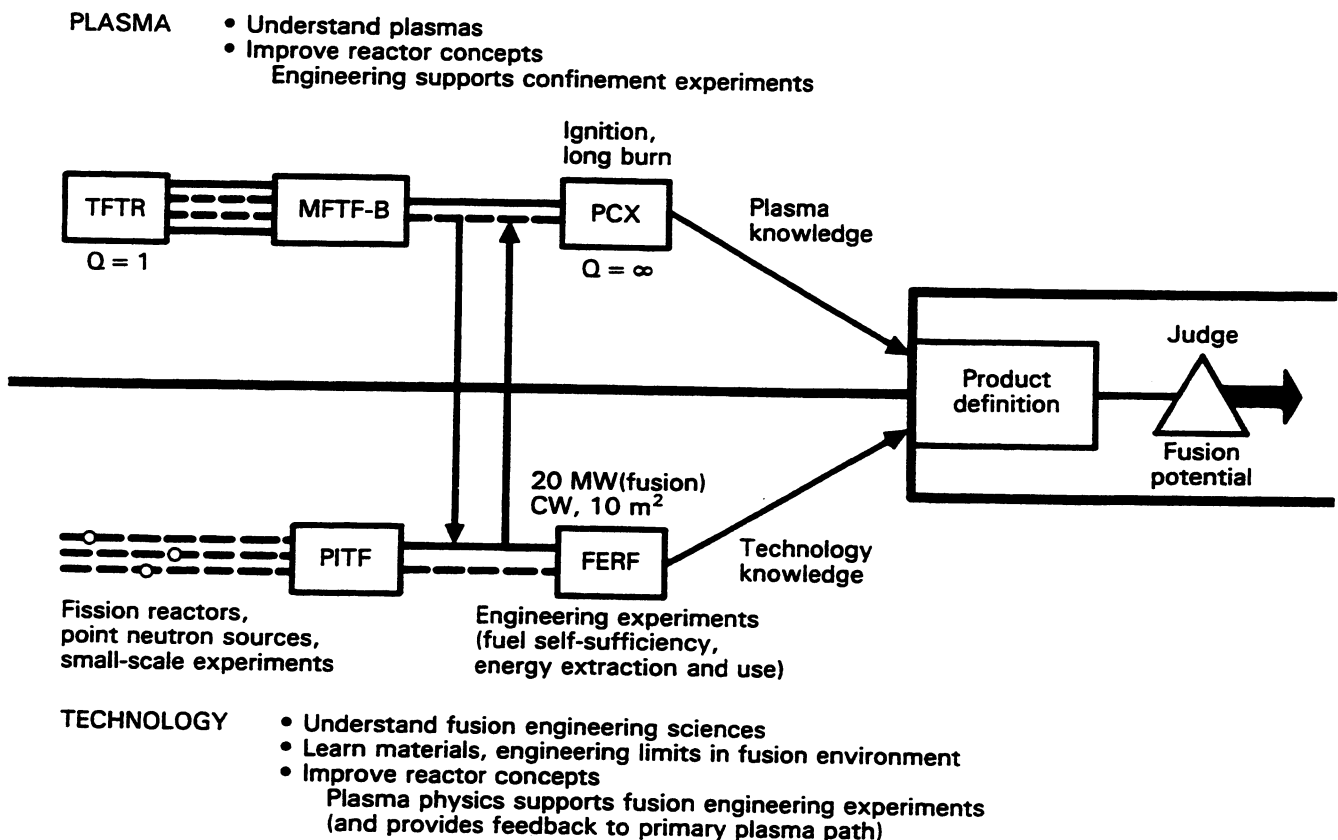 PLASMA • Understand plasmas
• Improve reactor concepts
Engineering supports confinement experiments
Ignition,
long burn
TFTR
MFTF-B
PCX
Q = 1
Q = ∞
Plasma
knowledge
Judge
Product
definition
Fusion
potential
20 MW(fusion)
CW, 10 m²
PITF
FERF
Technology
knowledge
Fission reactors,
point neutron sources,
small-scale experiments
Engineering experiments
(fuel self-sufficiency,
energy extraction and use)
TECHNOLOGY • Understand fusion engineering sciences
• Learn materials, engineering limits in fusion environment
• Improve reactor concepts
Plasma physics supports fusion engineering experiments
(and provides feedback to primary plasma path)